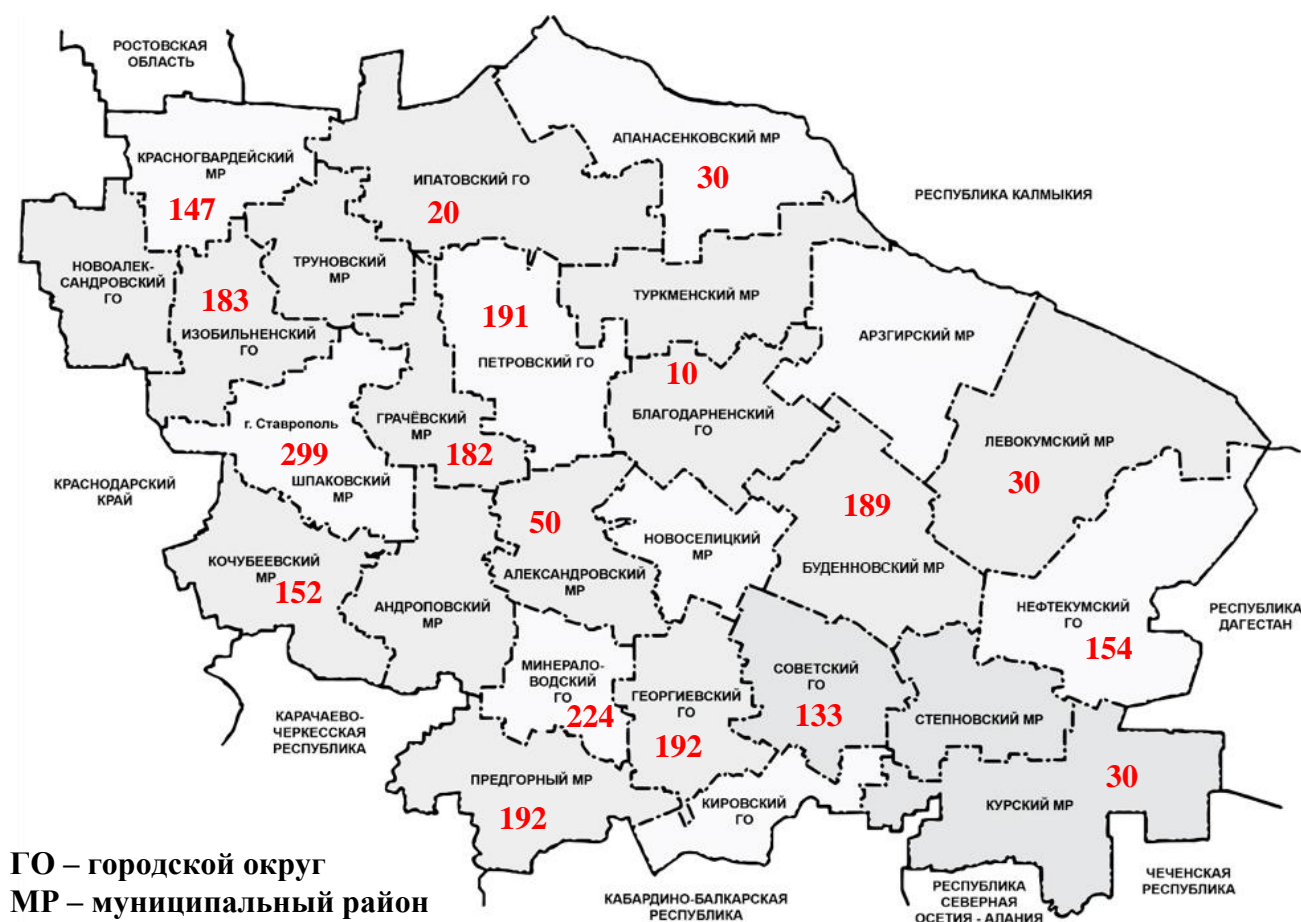 РОСТОВСКАЯ
ОБЛАСТЬ
КРАСНОГВАРДЕЙСКИЙ
МР
147
АПАНАСЕНКОВСКИЙ МР
30
ИПАТОВСКИЙ ГО
20
РЕСПУБЛИКА КАЛМЫКИЯ
НОВОАЛЕК-
САНДРОВСКИЙ
ГО
ТРУНОВСКИЙ
МР
183
ИЗОБИЛЬНЕНСКИЙ
ГО
191
ПЕТРОВСКИЙ ГО
ТУРКМЕНСКИЙ МР
АРЗГИРСКИЙ МР
10
БЛАГОДАРНЕНСКИЙ
ГО
г. Ставрополь
299
ШПАКОВСКИЙ
МР
ГРАЧЁВСКИЙ
МР
182
ЛЕВОКУМСКИЙ МР
30
КРАСНОДАРСКИЙ
КРАЙ
50
АЛЕКСАНДРОВСКИЙ
МР
НОВОСЕЛИЦКИЙ
МР
189
БУДЕННОВСКИЙ МР
КОЧУБЕЕВСКИЙ
МР
152
АНДРОПОВСКИЙ
МР
НЕФТЕКУМСКИЙ
ГО
154
РЕСПУБЛИКА
ДАГЕСТАН
МИНЕРАЛО-
ВОДСКИЙ
ГО
224
ГЕОРГИЕВСКИЙ
ГО
192
СОВЕТСКИЙ
ГО
133
СТЕПНОВСКИЙ МР
КАРАЧАЕВО-
ЧЕРКЕССКАЯ
РЕСПУБЛИКА
ПРЕДГОРНЫЙ МР
192
КИРОВСКИЙ
ГО
30
КУРСКИЙ МР
ГО – городской округ
МР – муниципальный район
КАБАРДИНО-БАЛКАРСКАЯ
РЕСПУБЛИКА
РЕСПУБЛИКА
СЕВЕРНАЯ
ОСЕТИЯ - АЛАНИЯ
ЧЕЧЕНСКАЯ
РЕСПУБЛИКА